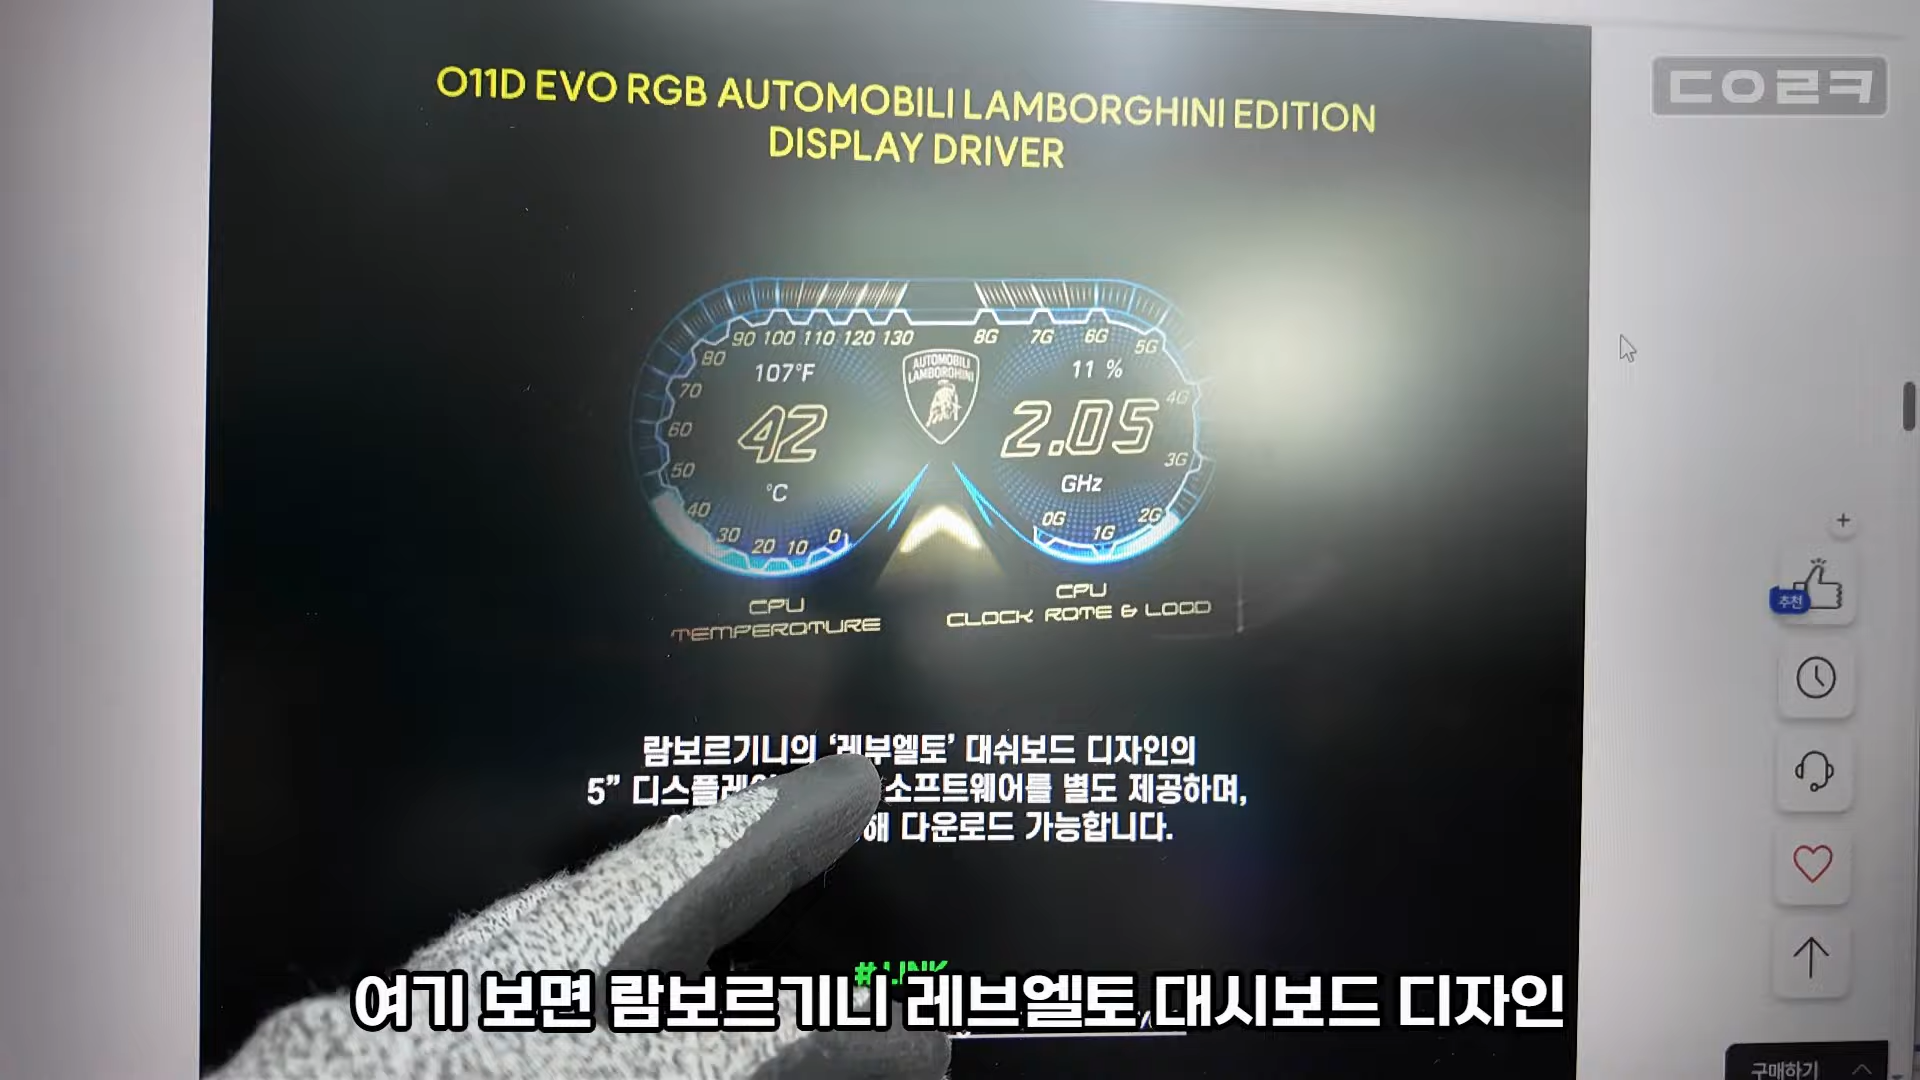 O11D EVO RGB AUTOMOBILI LAMBORGHINI EDITION
DISPLAY DRIVER
90 100 110 120 130
8G 7G 6G 5G
80
107°F
AUTOMOBILI
LAMBORGHINI
11 %
70
4G
60
42
2.05
50
3G
°C
GHz
40
30 20 10 0
0G 1G 2G
CPU
TEMPERATURE
CPU
CLOCK RATE & LOAD
람보르기니의 ‘레부엘토’ 대쉬보드 디자인의
5” 디스플레이 소프트웨어를 별도 제공하며,
해 다운로드 가능합니다.
# LINK
여기 보면 람보르기니 레브엘토 대시보드 디자인
추천
구매하기